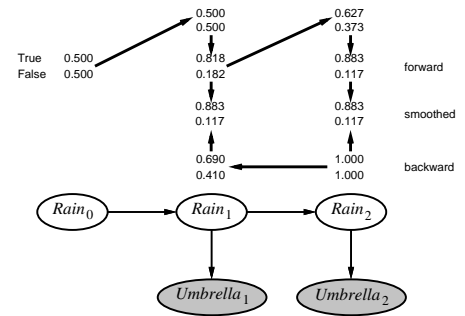 0.500 0.627
0.500 0.373
True 0.500 0.818 0.883 forward
False 0.500 0.182 0.117
0.883 0.883 smoothed
0.117 0.117
0.690 1.000 backward
0.410 1.000
Rain0 Rain1 Rain2
Umbrella1 Umbrella2